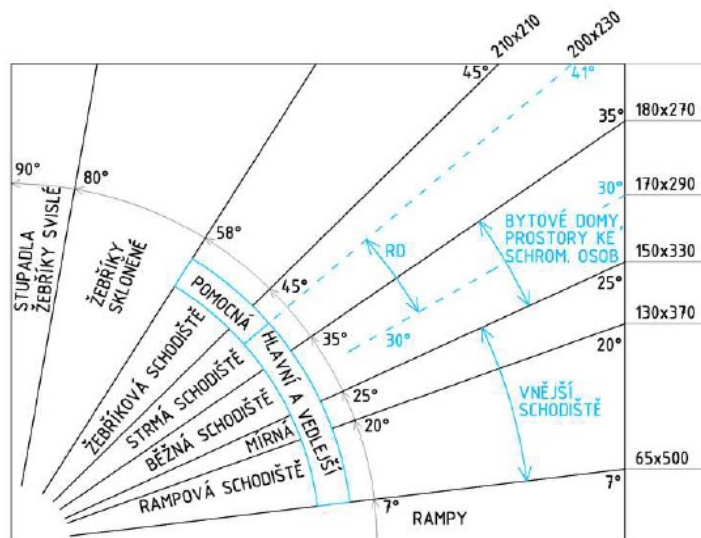 210x210
200x230
45°
41°
180x270
35°
90°
80°
30°
170x290
STUPADLA
ŽEBŘÍKY SVISLÉ
ŽEBŘÍKY
SKLONĚNÉ
58°
BYTOVÉ DOMY,
PROSTORY KE
SCHROM. OSOB
RD
150x330
25°
POMOCNÁ
45°
HLAVNÍ A VEDLEJŠÍ
35°
30°
130x370
20°
ŽEBŘÍKOVÁ SCHODIŠTĚ
STRMÁ SCHODIŠTĚ
BĚŽNÁ SCHODIŠTĚ
MÍRNÁ
RAMPOVÁ SCHODIŠTĚ
25°
20°
VNĚJŠÍ
SCHODIŠTĚ
65x500
7°
7°
RAMPY